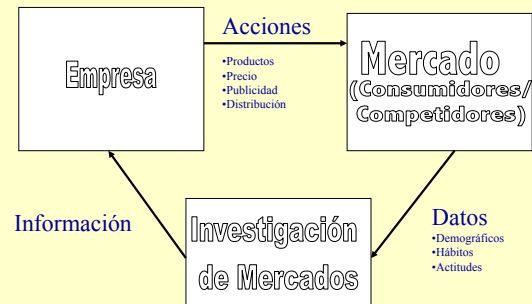 Acciones
Empresa
•Productos
•Precio
•Publicidad
•Distribución
Mercado
(Consumidores/
Competidores)
Información
Investigación
de Mercados
Datos
•Demográficos
•Hábitos
•Actitudes